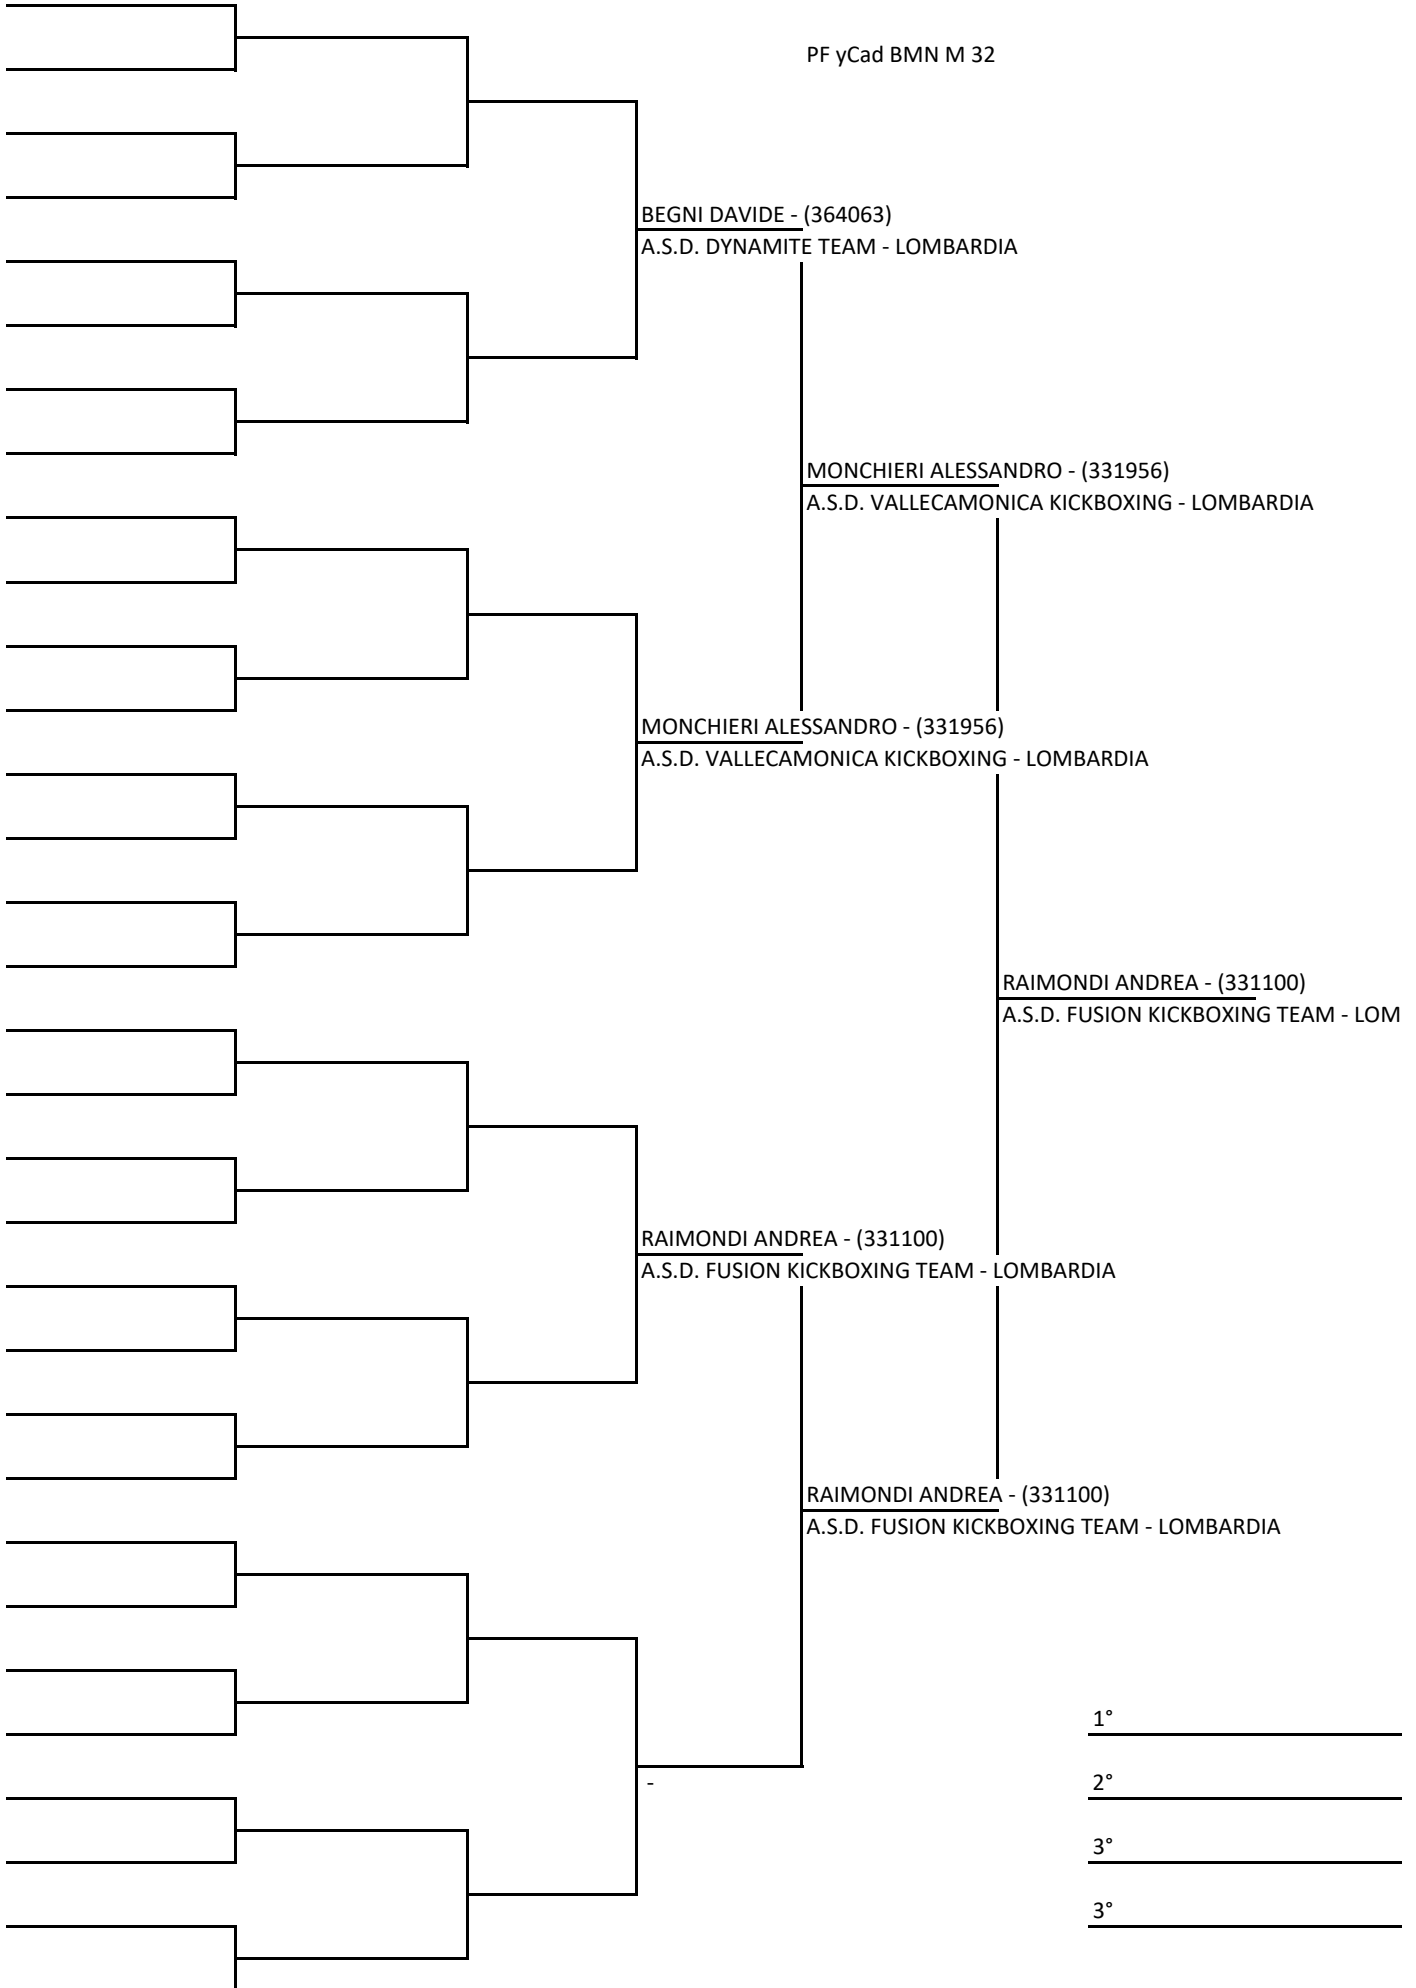 PF yCad BMN M 32
BEGNI DAVIDE - (364063)
A.S.D. DYNAMITE TEAM - LOMBARDIA
MONCHIERI ALESSANDRO - (331956)
A.S.D. VALLECAMONICA KICKBOXING - LOMBARDIA
MONCHIERI ALESSANDRO - (331956)
A.S.D. VALLECAMONICA KICKBOXING - LOMBARDIA
RAIMONDI ANDREA - (331100)
A.S.D. FUSION KICKBOXING TEAM - LOM
RAIMONDI ANDREA - (331100)
A.S.D. FUSION KICKBOXING TEAM - LOMBARDIA
RAIMONDI ANDREA - (331100)
A.S.D. FUSION KICKBOXING TEAM - LOMBARDIA
1°
-
2°
3°
3°